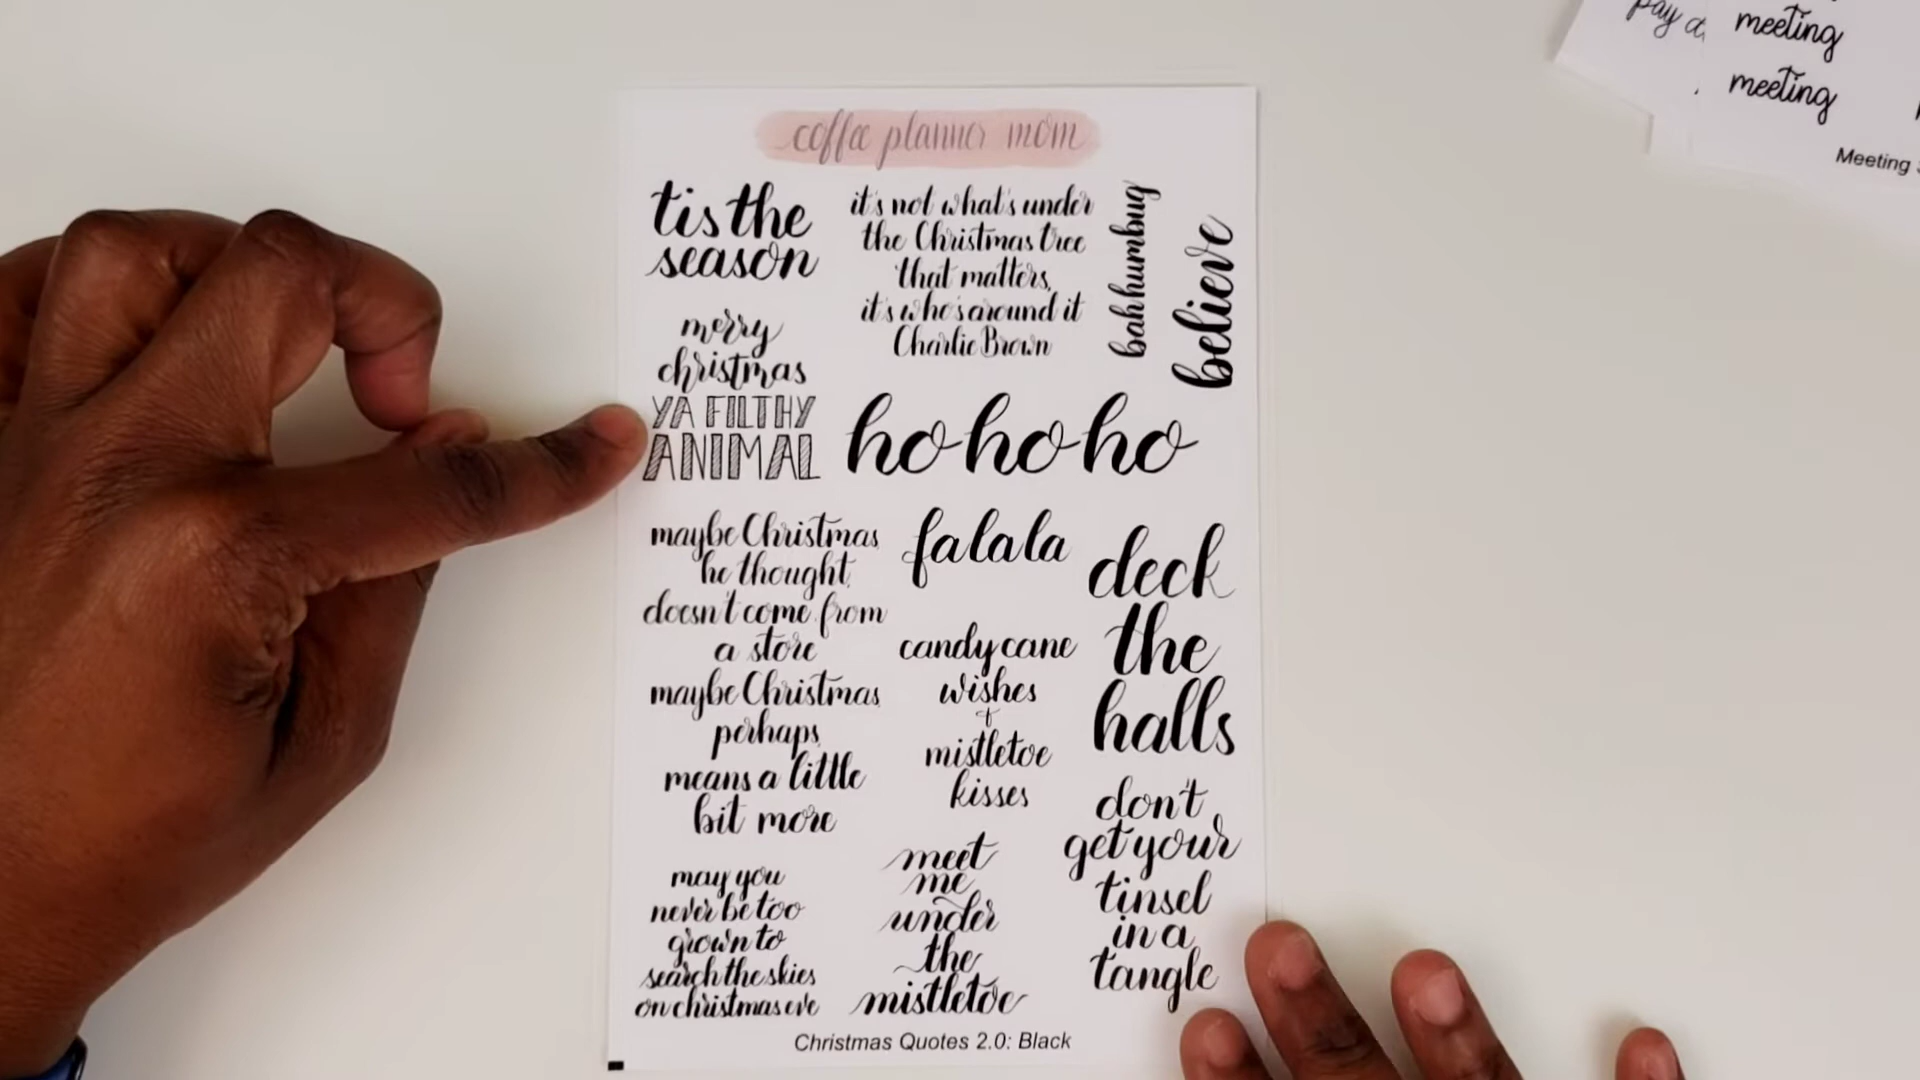 coffee planner mom
tis the
season
it's not what's under
the Christmas tree
that matters,
it's who's around it
Charlie Brown
bah humbug
believe
merry
christmas
YA FILTHY
ANIMAL
ho ho ho
maybe Christmas,
he thought,
doesn't come from
a store
maybe Christmas,
perhaps,
means a little
bit more
falala
deck
the
halls
candy cane
wishes
+
mistletoe
kisses
don't
get your
tinsel
in a
tangle
may you
never be too
grown to
search the skies
on christmas eve
meet
me
under
the
mistletoe
Christmas Quotes 2.0: Black
pay
meeting
meeting
Meeting